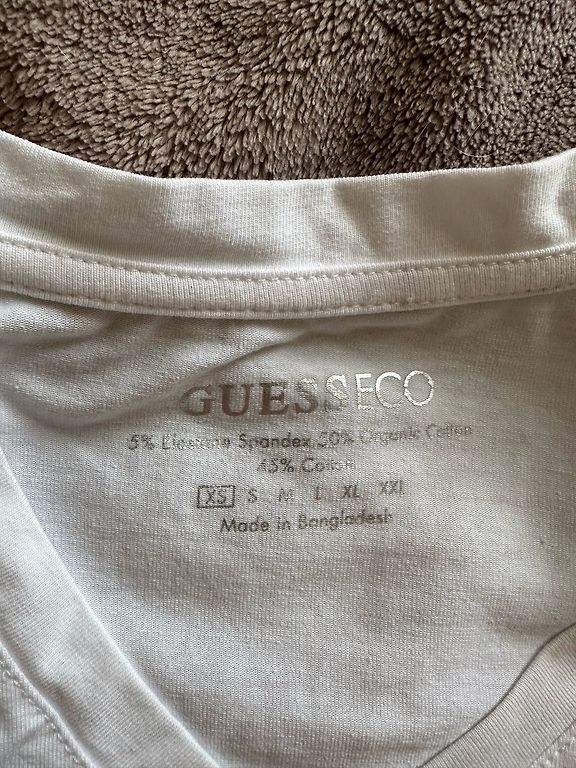 GUESSECO
5% Elastane Spandex 50% Organic Cotton
45% Cotton
XS S M L XL XXL
Made in Bangladesh